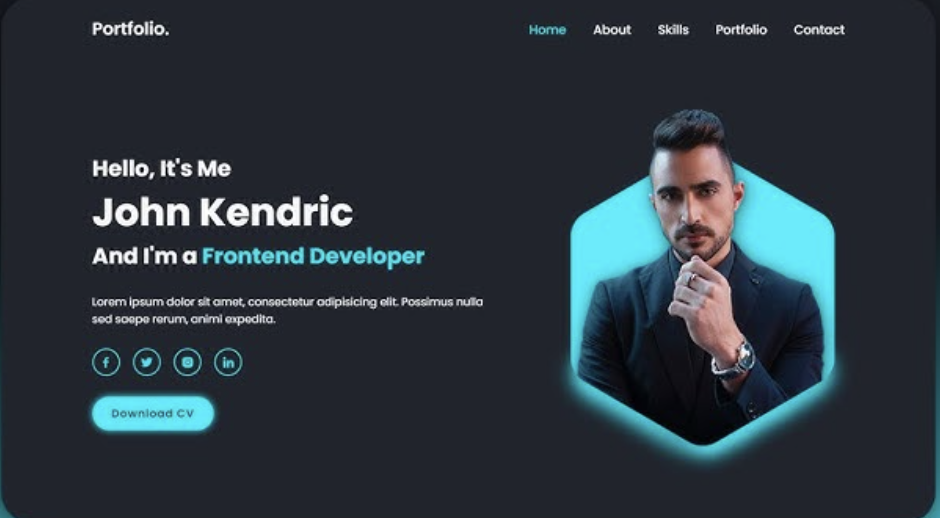 Portfolio.
Home About Skills Portfolio Contact
Hello, It's Me
John Kendric
And I'm a Frontend Developer
Lorem ipsum dolor sit amet, consectetur adipisicing elit. Possimus nulla
sed saepe rerum, animi expedita.
Download CV